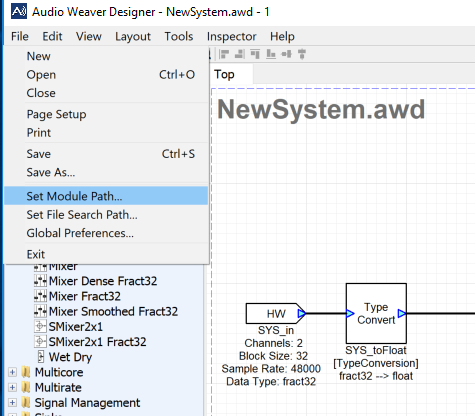 Audio Weaver Designer - NewSystem.awd - 1
File Edit View Layout Tools Inspector Help
New
Open Ctrl+O
Close
Page Setup
Print
Save Ctrl+S
Save As...
Set Module Path...
Set File Search Path...
Global Preferences...
Exit
Mixer
Mixer Dense Fract32
Mixer Fract32
Mixer Smoothed Fract32
SMixer2x1
SMixer2x1 Fract32
Wet Dry
Multicore
Multirate
Signal Management
Top
NewSystem.awd
HW
SYS_in
Channels: 2
Block Size: 32
Sample Rate: 48000
Data Type: fract32
Type
Convert
SYS_toFloat
[TypeConversion]
fract32 --> float